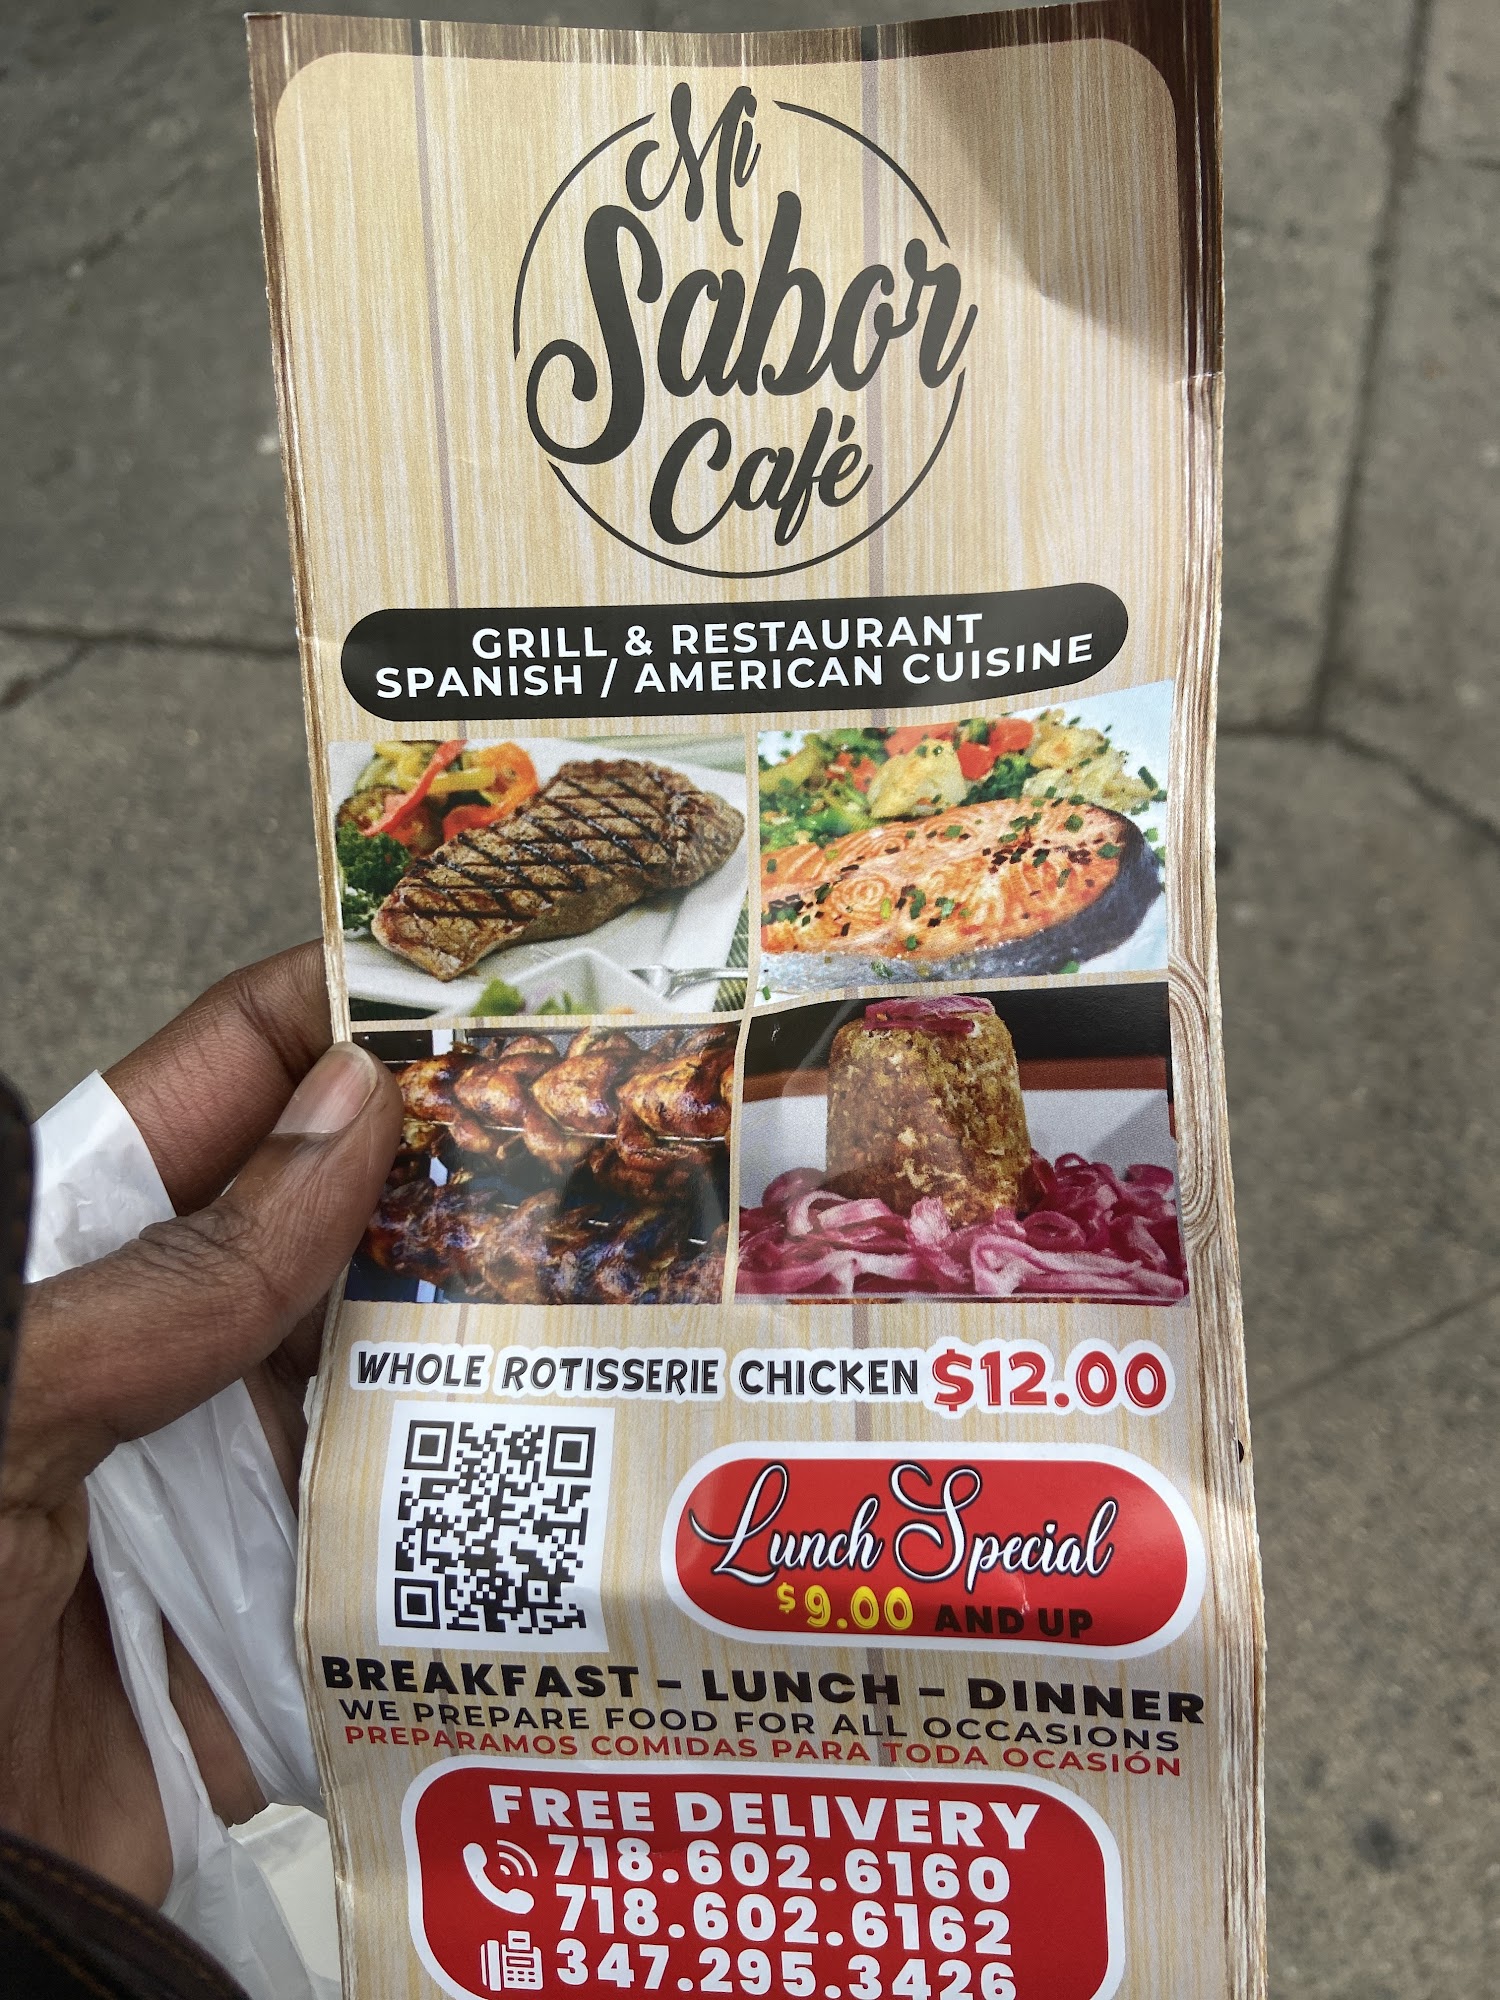 Mi
Sabor
Café
GRILL & RESTAURANT
SPANISH / AMERICAN CUISINE
WHOLE ROTISSERIE CHICKEN $12.00
Lunch Special
$9.00 AND UP
BREAKFAST - LUNCH - DINNER
WE PREPARE FOOD FOR ALL OCCASIONS
PREPARAMOS COMIDAS PARA TODA OCASIÓN
FREE DELIVERY
718.602.6160
718.602.6162
347.295.3426